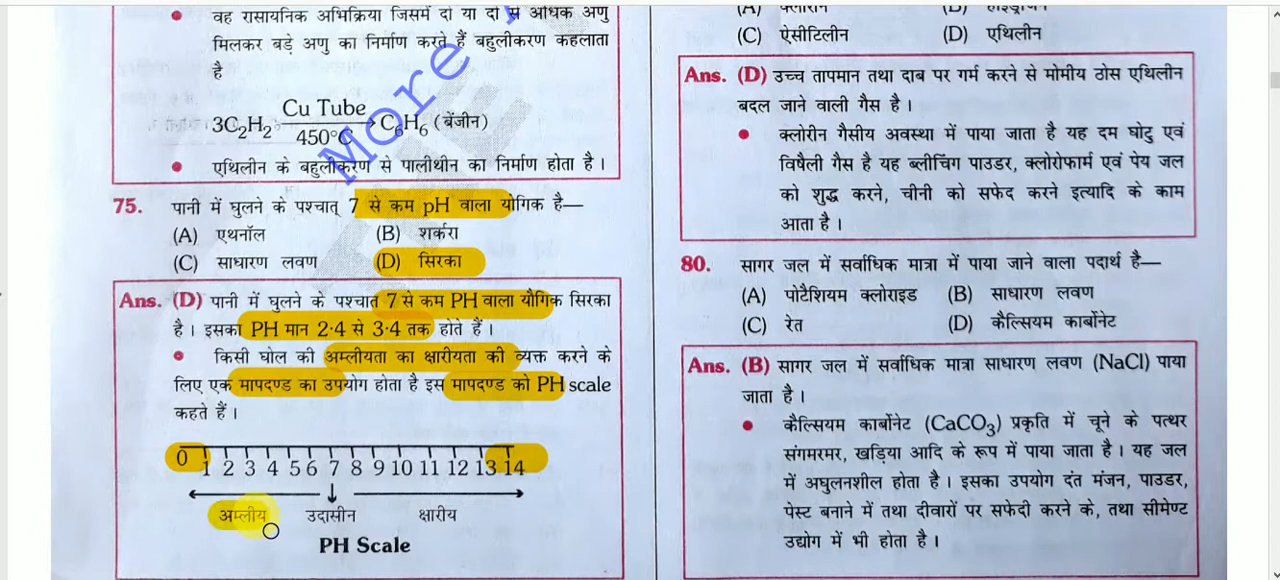 वह रासायनिक अभिक्रिया जिसमें दो या दो से अधिक अणु
मिलकर बड़े अणु का निर्माण करते हैं बहुलीकरण कहलाता
है
3C₂H₂ Cu Tube 450°C → C₆H₆ (बेंजीन)
एथिलीन के बहुलीकरण से पालीथीन का निर्माण होता है।
More
75. पानी में घुलने के पश्चात् 7 से कम pH वाला योगिक है—
(A) एथनॉल (B) शर्करा
(C) साधारण लवण (D) सिरका
Ans. (D) पानी में घुलने के पश्चात 7 से कम PH वाला यौगिक सिरका
है। इसका PH मान 2·4 से 3·4 तक होते हैं।
किसी घोल की अम्लीयता का क्षारीयता की व्यक्त करने के
लिए एक मापदण्ड का उपयोग होता है इस मापदण्ड को PH scale
कहते हैं।
0 1 2 3 4 5 6 7 8 9 10 11 12 13 14
अम्लीय उदासीन क्षारीय
PH Scale
(A) क्लोरीन (B) हाइड्रोजन
(C) ऐसीटिलीन (D) एथिलीन
Ans. (D) उच्च तापमान तथा दाब पर गर्म करने से मोमीय ठोस एथिलीन
बदल जाने वाली गैस है।
क्लोरीन गैसीय अवस्था में पाया जाता है यह दम घोटु एवं
विषैली गैस है यह ब्लीचिंग पाउडर, क्लोरोफार्म एवं पेय जल
को शुद्ध करने, चीनी को सफेद करने इत्यादि के काम
आता है।
80. सागर जल में सर्वाधिक मात्रा में पाया जाने वाला पदार्थ है—
(A) पोटैशियम क्लोराइड (B) साधारण लवण
(C) रेत (D) कैल्सियम कार्बोनेट
Ans. (B) सागर जल में सर्वाधिक मात्रा साधारण लवण (NaCl) पाया
जाता है।
कैल्सियम कार्बोनेट (CaCO₃) प्रकृति में चूने के पत्थर
संगमरमर, खड़िया आदि के रूप में पाया जाता है। यह जल
में अघुलनशील होता है। इसका उपयोग दंत मंजन, पाउडर,
पेस्ट बनाने में तथा दीवारों पर सफेदी करने के, तथा सीमेण्ट
उद्योग में भी होता है।